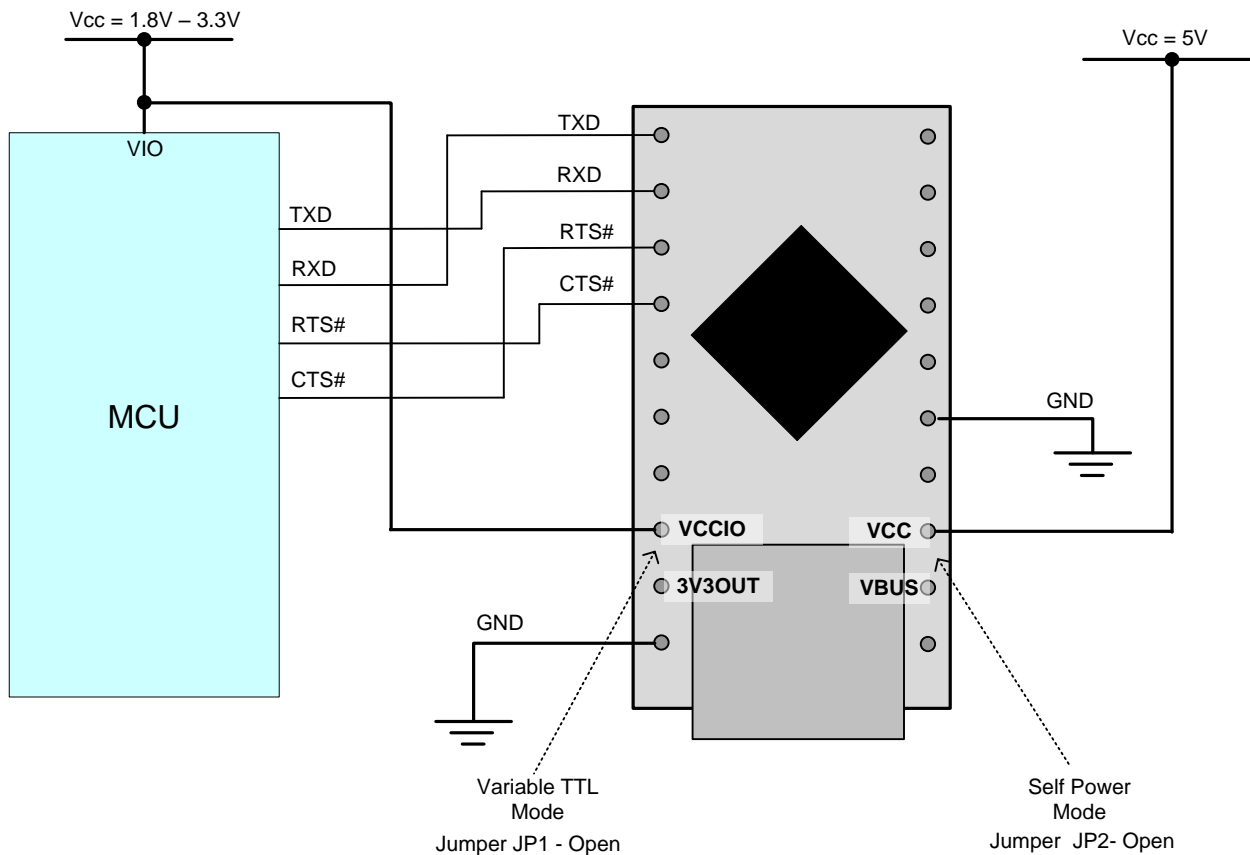 Vcc = 1.8V – 3.3V
Vcc = 5V
VIO
TXD
RXD
RTS#
CTS#
MCU
TXD
RXD
RTS#
CTS#
GND
VCCIO
VCC
3V3OUT
VBUS
GND
Variable TTL
Mode
Jumper JP1 - Open
Self Power
Mode
Jumper JP2- Open